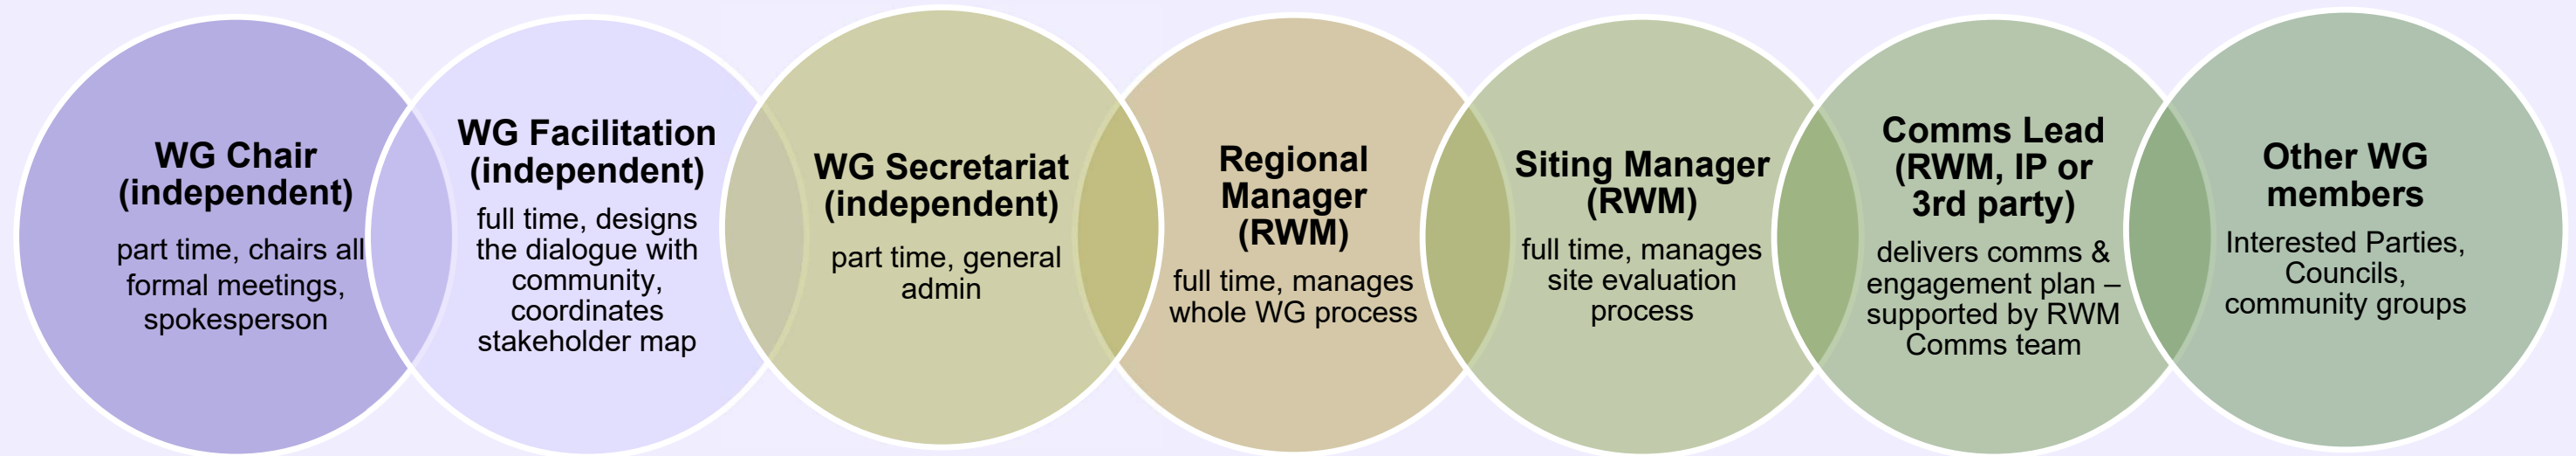 WG Chair
(independent)
part time, chairs all
formal meetings,
spokesperson
WG Facilitation
(independent)
full time, designs
the dialogue with
community,
coordinates
stakeholder map
WG Secretariat
(independent)
part time, general
admin
Regional
Manager
(RWM)
full time, manages
whole WG process
Siting Manager
(RWM)
full time, manages
site evaluation
process
Comms Lead
(RWM, IP or
3rd party)
delivers comms &
engagement plan –
supported by RWM
Comms team
Other WG
members
Interested Parties,
Councils,
community groups